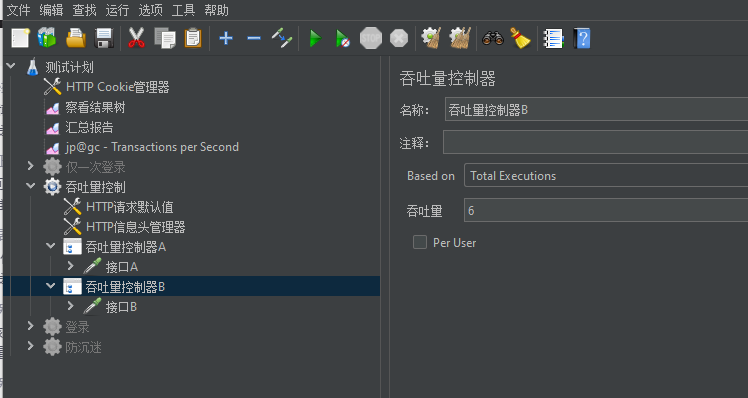 文件 编辑 查找 运行 选项 工具 帮助
STOP
?
测试计划
HTTP Cookie管理器
察看结果树
汇总报告
jp@gc - Transactions per Second
仅一次登录
吞吐量控制
HTTP请求默认值
HTTP信息头管理器
吞吐量控制器A
接口A
吞吐量控制器B
接口B
登录
防沉迷
吞吐量控制器
名称： 吞吐量控制器B
注释：
Based on Total Executions
吞吐量 6
Per User